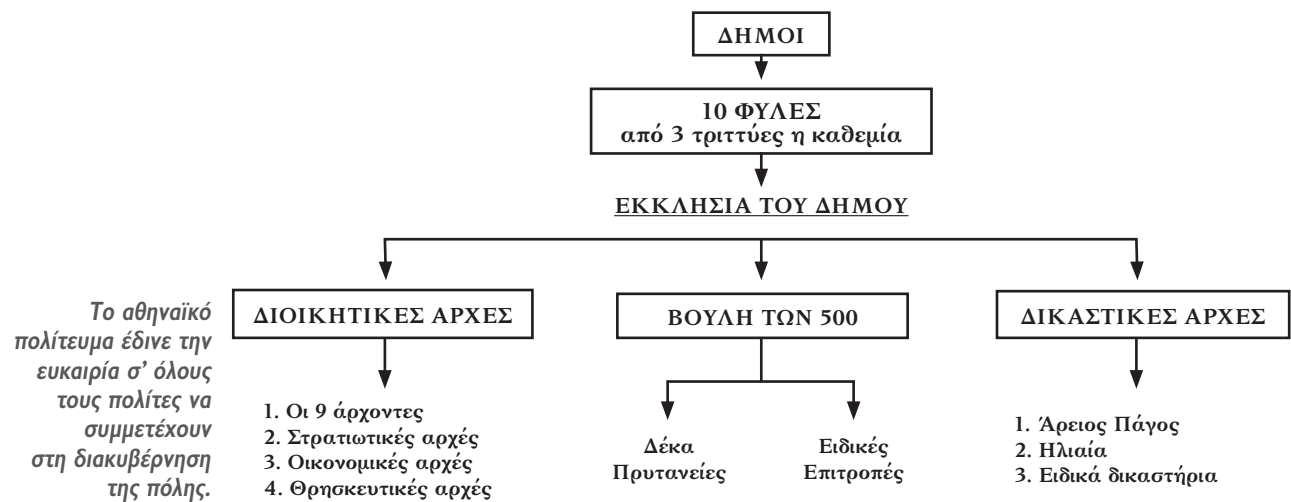 ΔΗΜΟΙ
10 ΦΥΛΕΣ
από 3 τριττύες η καθεμία
ΕΚΚΛΗΣΙΑ ΤΟΥ ΔΗΜΟΥ
Το αθηναϊκό
πολίτευμα έδινε την
ευκαιρία σ' όλους
τους πολίτες να
συμμετέχουν
στη διακυβέρνηση
της πόλης.
ΔΙΟΙΚΗΤΙΚΕΣ ΑΡΧΕΣ
1. Οι 9 άρχοντες
2. Στρατιωτικές αρχές
3. Οικονομικές αρχές
4. Θρησκευτικές αρχές
ΒΟΥΛΗ ΤΩΝ 500
Δέκα
Πρυτανείες
Ειδικές
Επιτροπές
ΔΙΚΑΣΤΙΚΕΣ ΑΡΧΕΣ
1. Άρειος Πάγος
2. Ηλιαία
3. Ειδικά δικαστήρια